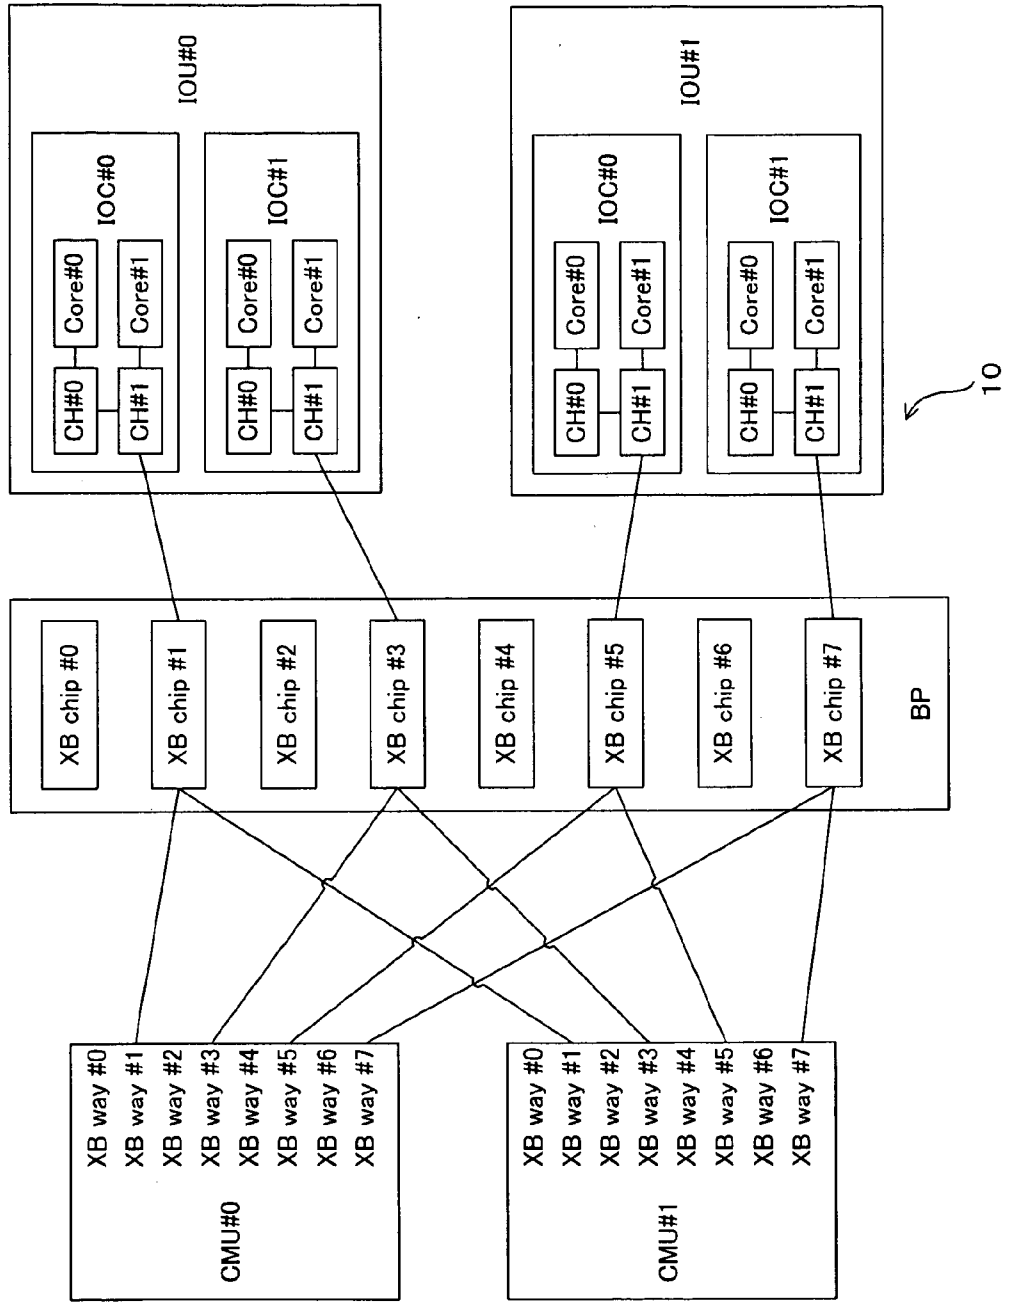 CMU#0
XB way #0
XB way #1
XB way #2
XB way #3
XB way #4
XB way #5
XB way #6
XB way #7
CMU#1
XB way #0
XB way #1
XB way #2
XB way #3
XB way #4
XB way #5
XB way #6
XB way #7
XB chip #0
XB chip #1
XB chip #2
XB chip #3
XB chip #4
XB chip #5
XB chip #6
XB chip #7
BP
IOU#0
IOC#0
CH#0
Core#0
CH#1
Core#1
IOC#1
CH#0
Core#0
CH#1
Core#1
IOU#1
IOC#0
CH#0
Core#0
CH#1
Core#1
IOC#1
CH#0
Core#0
CH#1
Core#1
10